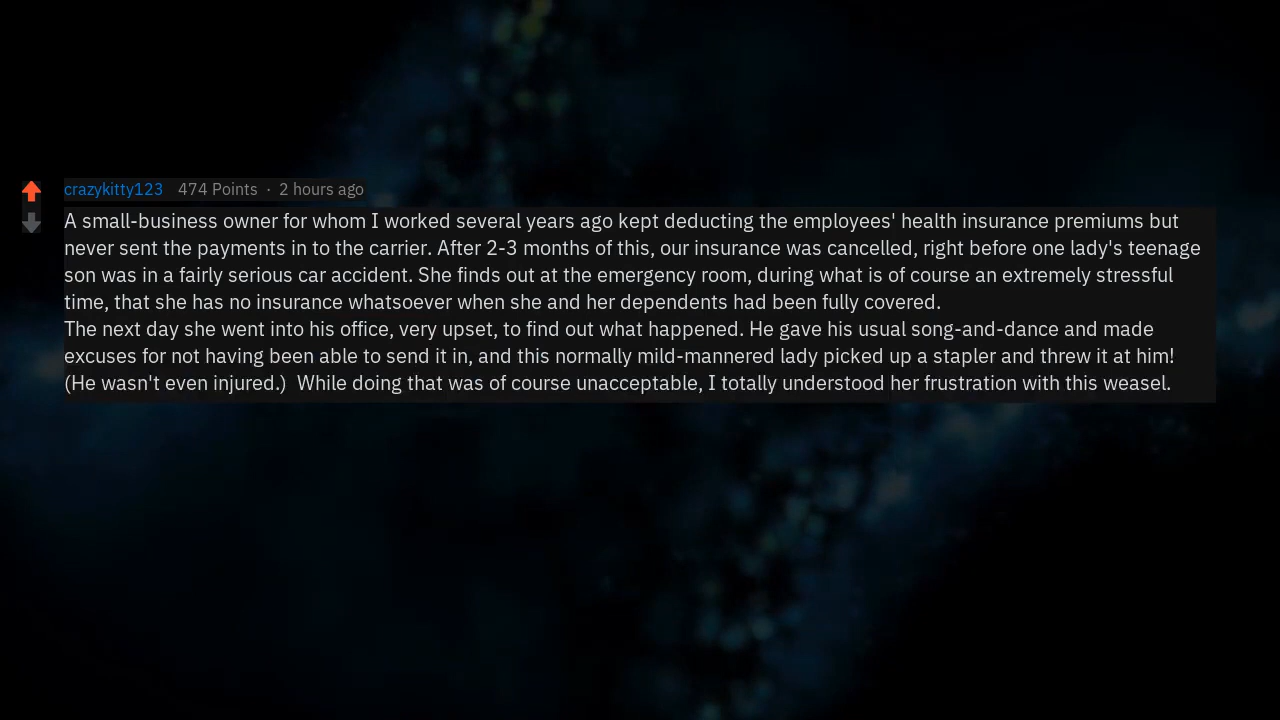 crazykitty123 474 Points · 2 hours ago
A small-business owner for whom I worked several years ago kept deducting the employees' health insurance premiums but
never sent the payments in to the carrier. After 2-3 months of this, our insurance was cancelled, right before one lady's teenage
son was in a fairly serious car accident. She finds out at the emergency room, during what is of course an extremely stressful
time, that she has no insurance whatsoever when she and her dependents had been fully covered.
The next day she went into his office, very upset, to find out what happened. He gave his usual song-and-dance and made
excuses for not having been able to send it in, and this normally mild-mannered lady picked up a stapler and threw it at him!
(He wasn't even injured.)  While doing that was of course unacceptable, I totally understood her frustration with this weasel.